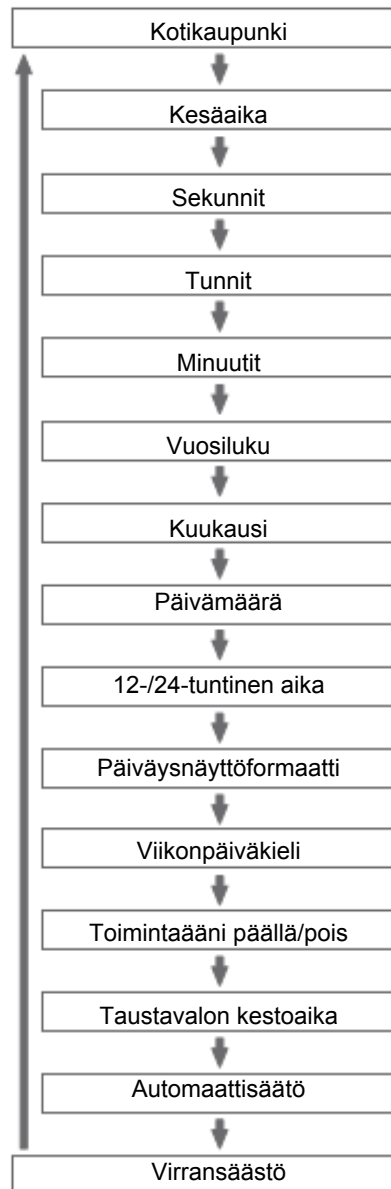 Kotikaupunki
Kesäaika
Sekunnit
Tunnit
Minuutit
Vuosiluku
Kuukausi
Päivämäärä
12-/24-tuntinen aika
Päiväysnäyttöformaatti
Viikonpäiväkieli
Toimintaääni päällä/pois
Taustavalon kestoaika
Automaattisäätö
Virransäästö